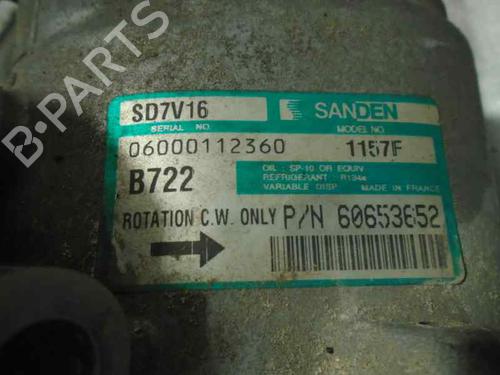 SD7V16 SANDEN
SERIAL NO. MODEL NO.
06000112360 1157F
B722 OIL : SP-10 OR EQUIV
REFRIGERANT : R134a
VARIABLE DISP MADE IN FRANCE
ROTATION C.W. ONLY P/N 60653652
B-PARTS